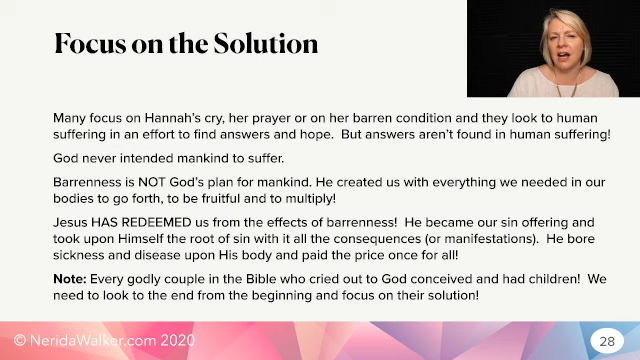 Focus on the Solution
Many focus on Hannah's cry, her prayer or on her barren condition and they look to human
suffering in an effort to find answers and hope.  But answers aren't found in human suffering!
God never intended mankind to suffer.
Barrenness is NOT God's plan for mankind. He created us with everything we needed in our
bodies to go forth, to be fruitful and to multiply!
Jesus HAS REDEEMED us from the effects of barrenness!  He became our sin offering and
took upon Himself the root of sin with it all the consequences (or manifestations).  He bore
sickness and disease upon His body and paid the price once for all!
Note: Every godly couple in the Bible who cried out to God conceived and had children!  We
need to look to the end from the beginning and focus on their solution!
© NeridaWalker.com 2020
28